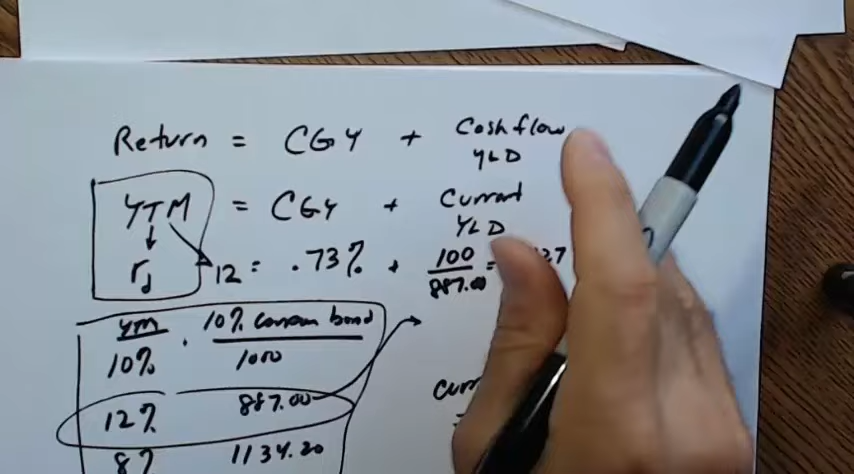 Return = CGY + Cashflow
YLD
YTM = CGY + Current
YLD
↓
rd
12 = .73% + 100/887.00 =
YTM 10% coupon bond
10% 1000
12% 887.00
8% 1134.20